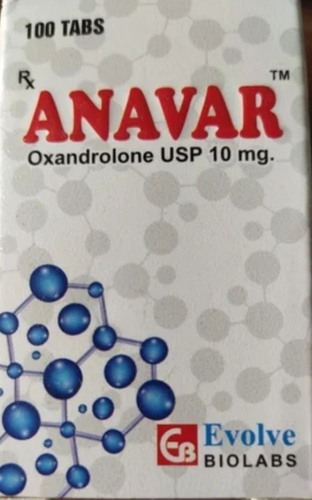 100 TABS
Rx
ANAVAR™
Oxandrolone USP 10 mg.
EB
Evolve
BIOLABS